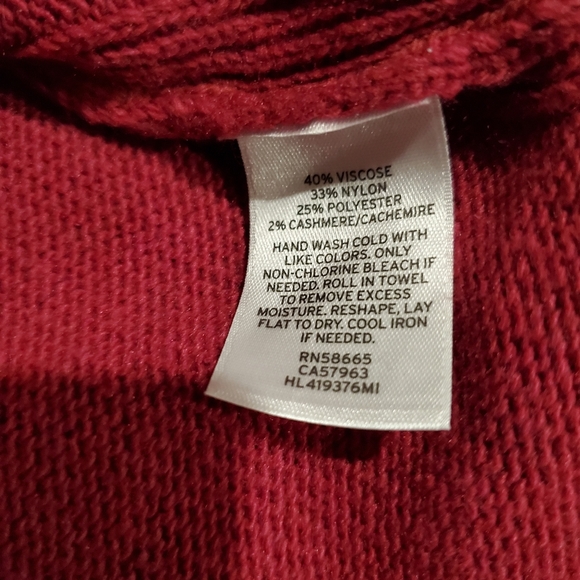 40% VISCOSE
33% NYLON
25% POLYESTER
2% CASHMERE/CACHEMIRE
HAND WASH COLD WITH
LIKE COLORS. ONLY
NON-CHLORINE BLEACH IF
NEEDED. ROLL IN TOWEL
TO REMOVE EXCESS
MOISTURE. RESHAPE, LAY
FLAT TO DRY. COOL IRON
IF NEEDED.
RN58665
CA57963
HL419376MI